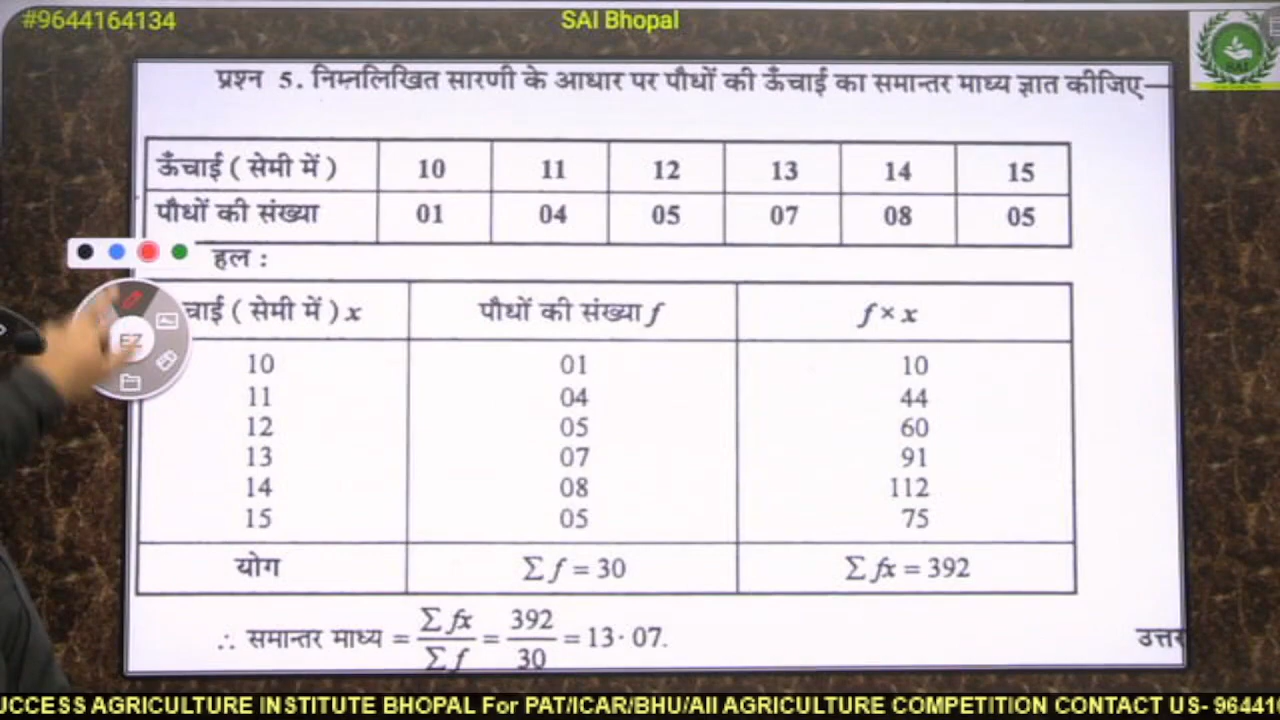 #9644164134
SAI Bhopal
प्रश्न 5. निम्नलिखित सारणी के आधार पर पौधों की ऊँचाई का समान्तर माध्य ज्ञात कीजिए—
ऊँचाई ( सेमी में ) 10 11 12 13 14 15
पौधों की संख्या 01 04 05 07 08 05
हल :
चाई ( सेमी में ) x पौधों की संख्या f f × x
10 01 10
11 04 44
12 05 60
13 07 91
14 08 112
15 05 75
योग ∑ f = 30 ∑ fx = 392
∴ समान्तर माध्य = ∑ fx / ∑ f = 392 / 30 = 13· 07. उत्तर
EZ
UCCESS AGRICULTURE INSTITUTE BHOPAL For PAT/ICAR/BHU/All AGRICULTURE COMPETITION CONTACT US- 96441